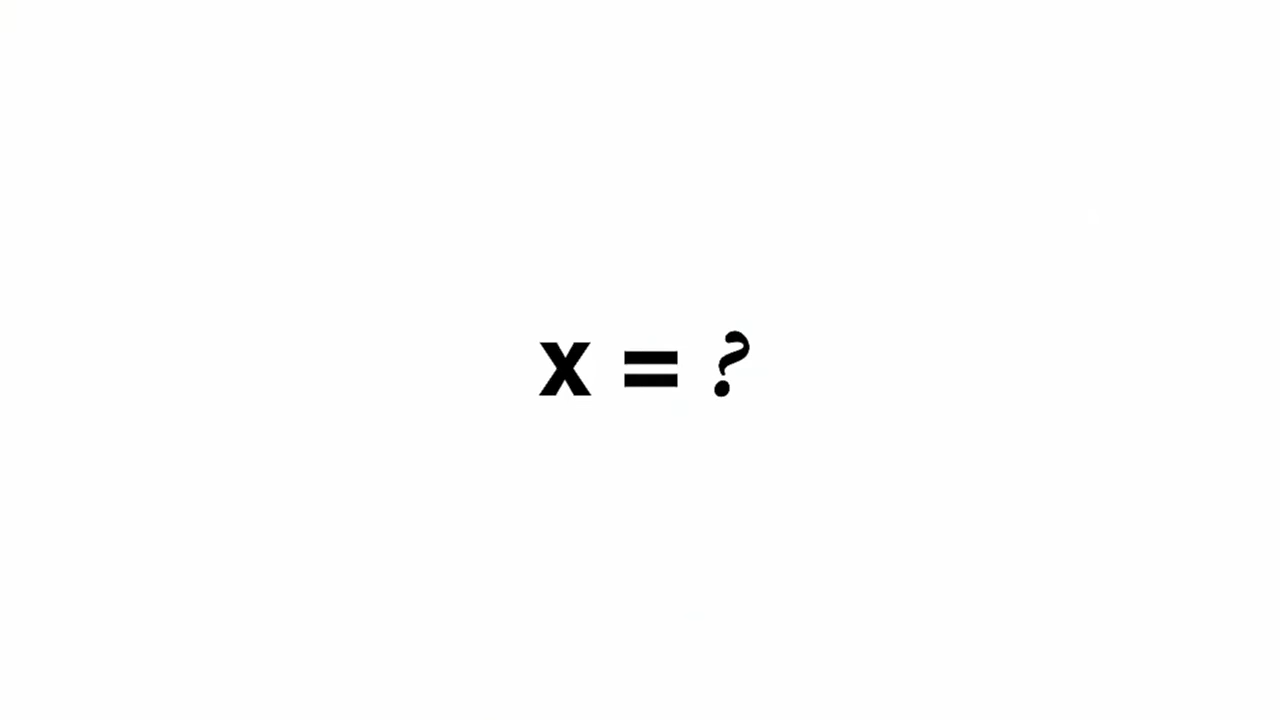 x = ?